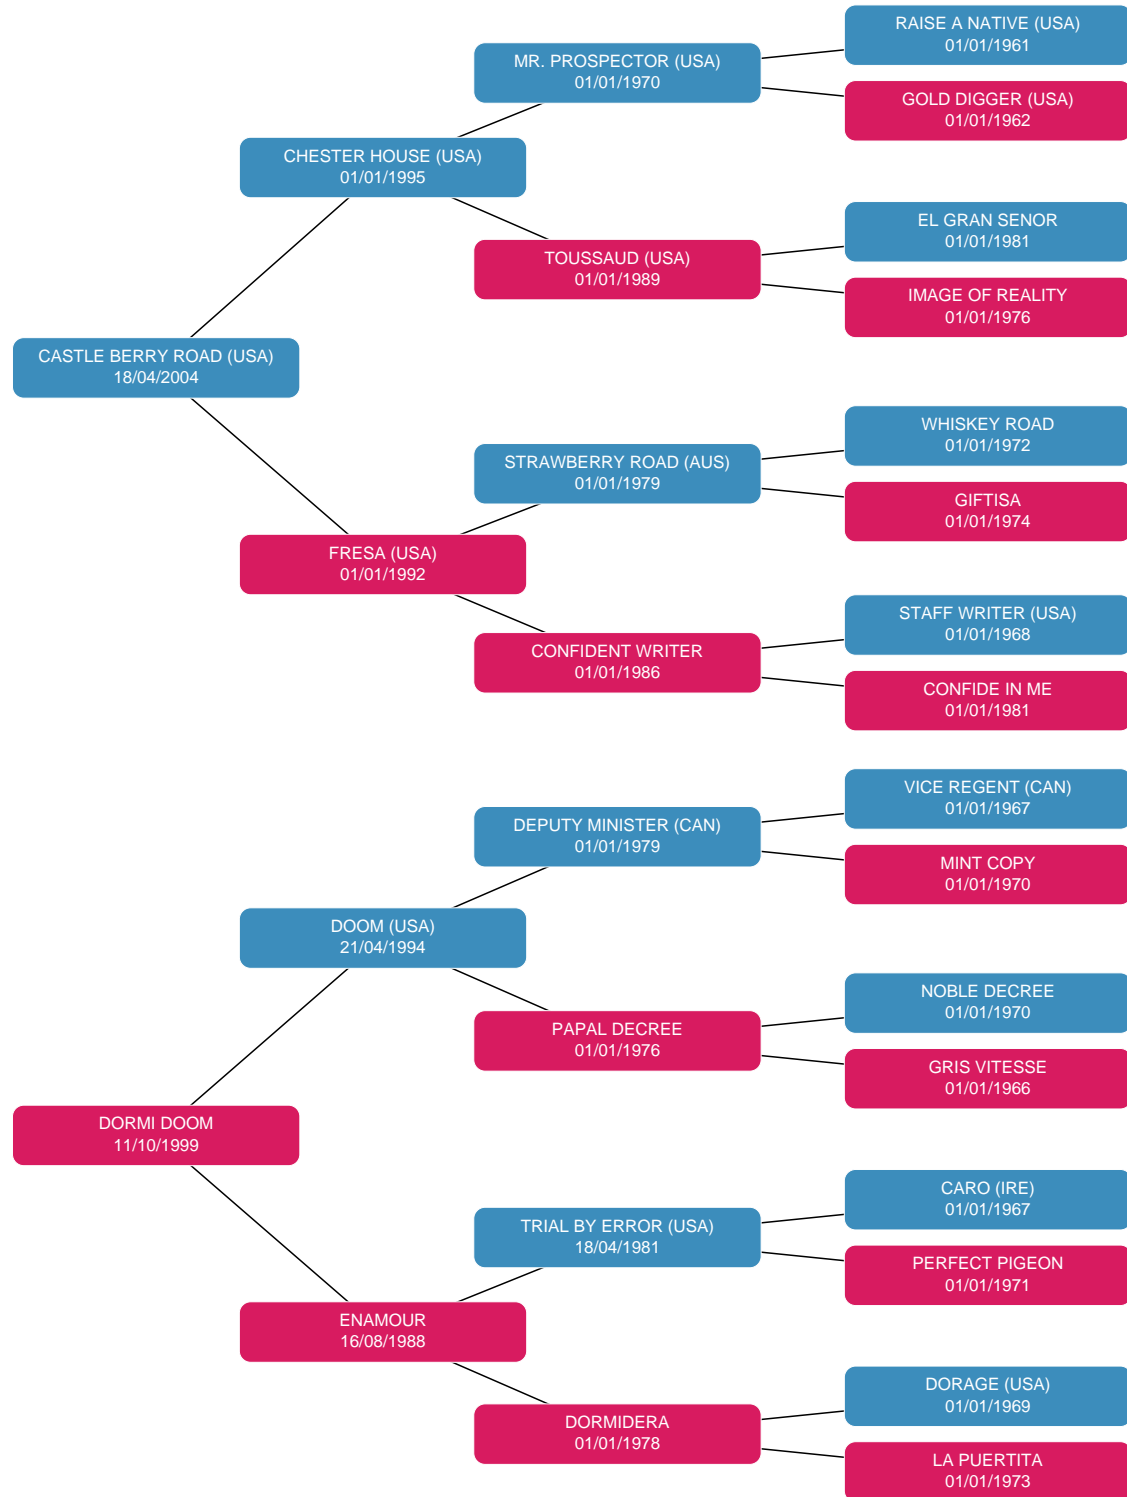 RAISE A NATIVE (USA)
01/01/1961
MR. PROSPECTOR (USA)
01/01/1970
GOLD DIGGER (USA)
01/01/1962
CHESTER HOUSE (USA)
01/01/1995
EL GRAN SENOR
01/01/1981
TOUSSAUD (USA)
01/01/1989
IMAGE OF REALITY
01/01/1976
CASTLE BERRY ROAD (USA)
18/04/2004
WHISKEY ROAD
01/01/1972
STRAWBERRY ROAD (AUS)
01/01/1979
GIFTISA
01/01/1974
FRESA (USA)
01/01/1992
STAFF WRITER (USA)
01/01/1968
CONFIDENT WRITER
01/01/1986
CONFIDE IN ME
01/01/1981
VICE REGENT (CAN)
01/01/1967
DEPUTY MINISTER (CAN)
01/01/1979
MINT COPY
01/01/1970
DOOM (USA)
21/04/1994
NOBLE DECREE
01/01/1970
PAPAL DECREE
01/01/1976
GRIS VITESSE
01/01/1966
DORMI DOOM
11/10/1999
CARO (IRE)
01/01/1967
TRIAL BY ERROR (USA)
18/04/1981
PERFECT PIGEON
01/01/1971
ENAMOUR
16/08/1988
DORAGE (USA)
01/01/1969
DORMIDERA
01/01/1978
LA PUERTITA
01/01/1973